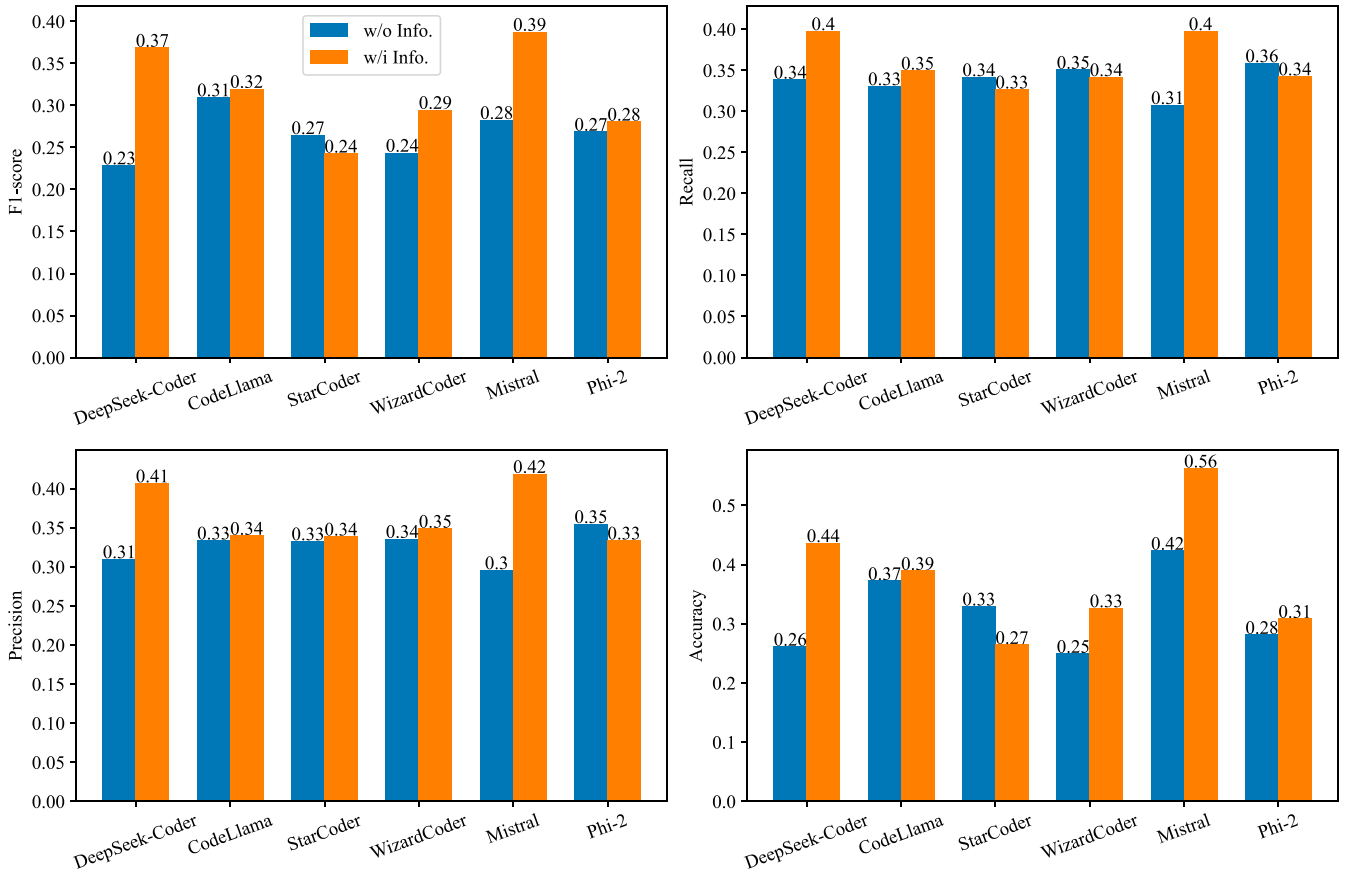 w/o Info.
w/i Info.
F1-score
0.40
0.35
0.30
0.25
0.20
0.15
0.10
0.05
0.00
0.23
0.37
0.31
0.32
0.27
0.24
0.24
0.29
0.28
0.39
0.27
0.28
DeepSeek-Coder
CodeLlama
StarCoder
WizardCoder
Mistral
Phi-2
Recall
0.40
0.35
0.30
0.25
0.20
0.15
0.10
0.05
0.00
0.34
0.4
0.33
0.35
0.34
0.33
0.35
0.34
0.31
0.4
0.36
0.34
DeepSeek-Coder
CodeLlama
StarCoder
WizardCoder
Mistral
Phi-2
Precision
0.40
0.35
0.30
0.25
0.20
0.15
0.10
0.05
0.00
0.31
0.41
0.33
0.34
0.33
0.34
0.34
0.35
0.3
0.42
0.35
0.33
DeepSeek-Coder
CodeLlama
StarCoder
WizardCoder
Mistral
Phi-2
Accuracy
0.5
0.4
0.3
0.2
0.1
0.0
0.26
0.44
0.37
0.39
0.33
0.27
0.25
0.33
0.42
0.56
0.28
0.31
DeepSeek-Coder
CodeLlama
StarCoder
WizardCoder
Mistral
Phi-2